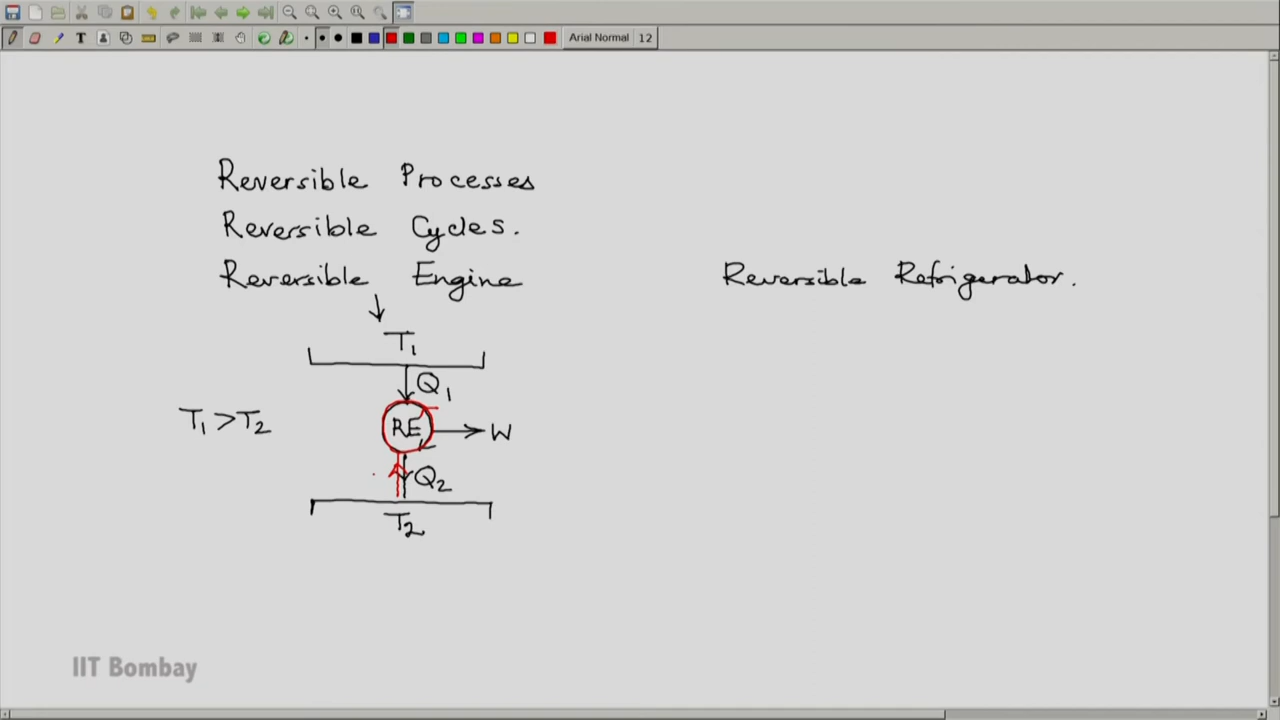 Arial Normal 12
Reversible Processes
Reversible Cycles.
Reversible Engine
Reversible Refrigerator.
T₁
Q₁
T₁ > T₂
RE
W
Q₂
T₂
IIT Bombay